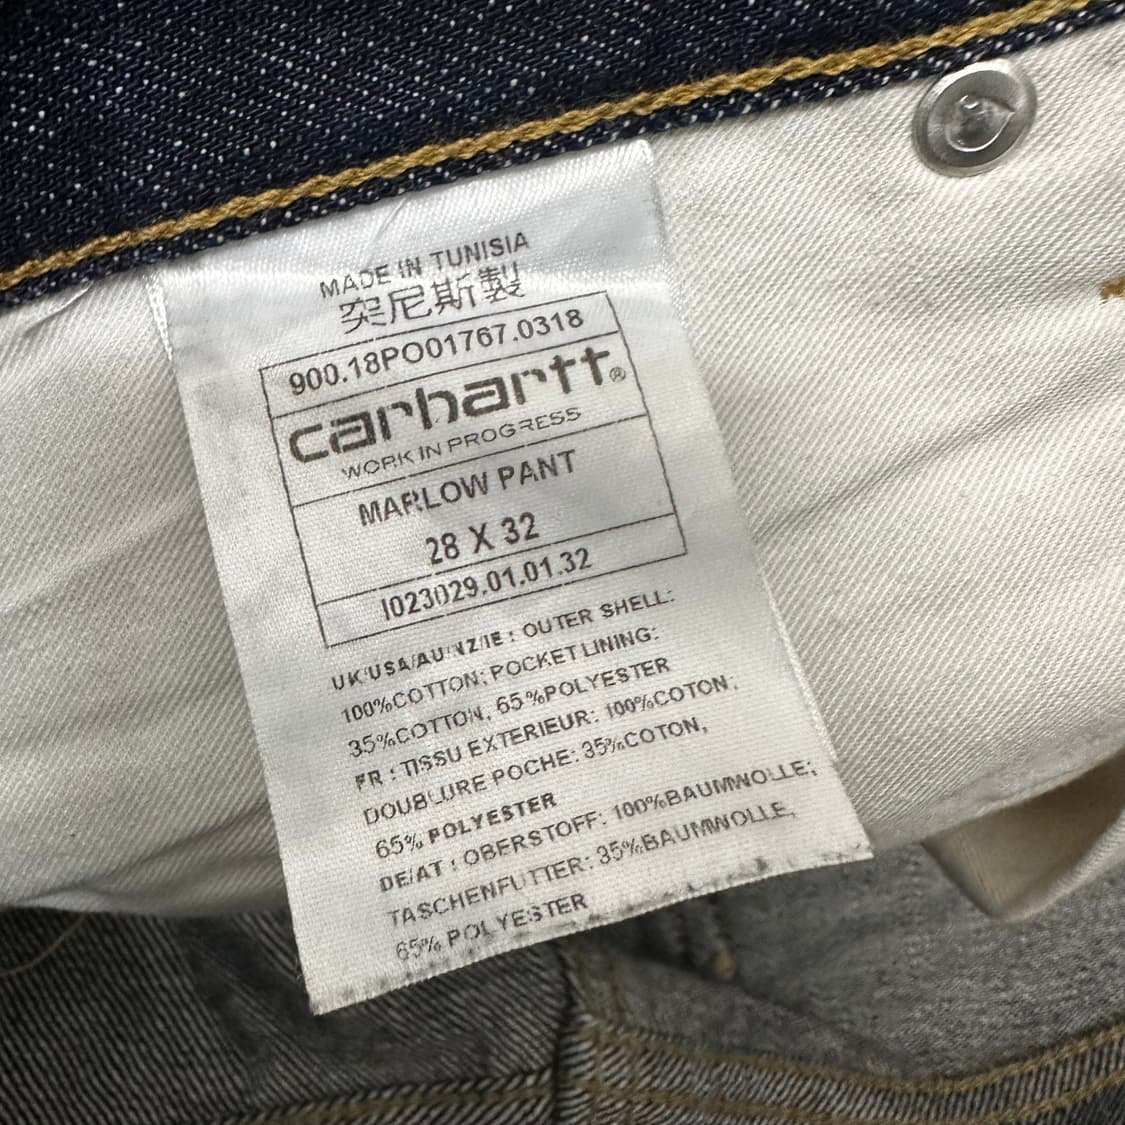 MADE IN TUNISIA
突尼斯製
900.18PO01767.0318
carhartt®
WORK IN PROGRESS
MARLOW PANT
28 X 32
I023029.01.01.32
UK/USA/AU/NZ/IE : OUTER SHELL:
100%COTTON; POCKET LINING:
35%COTTON, 65%POLYESTER
FR : TISSU EXTERIEUR: 100%COTON;
DOUBLURE POCHE: 35%COTON,
65% POLYESTER
DE/AT : OBERSTOFF: 100%BAUMWOLLE;
TASCHENFUTTER: 35%BAUMWOLLE,
65% POLYESTER